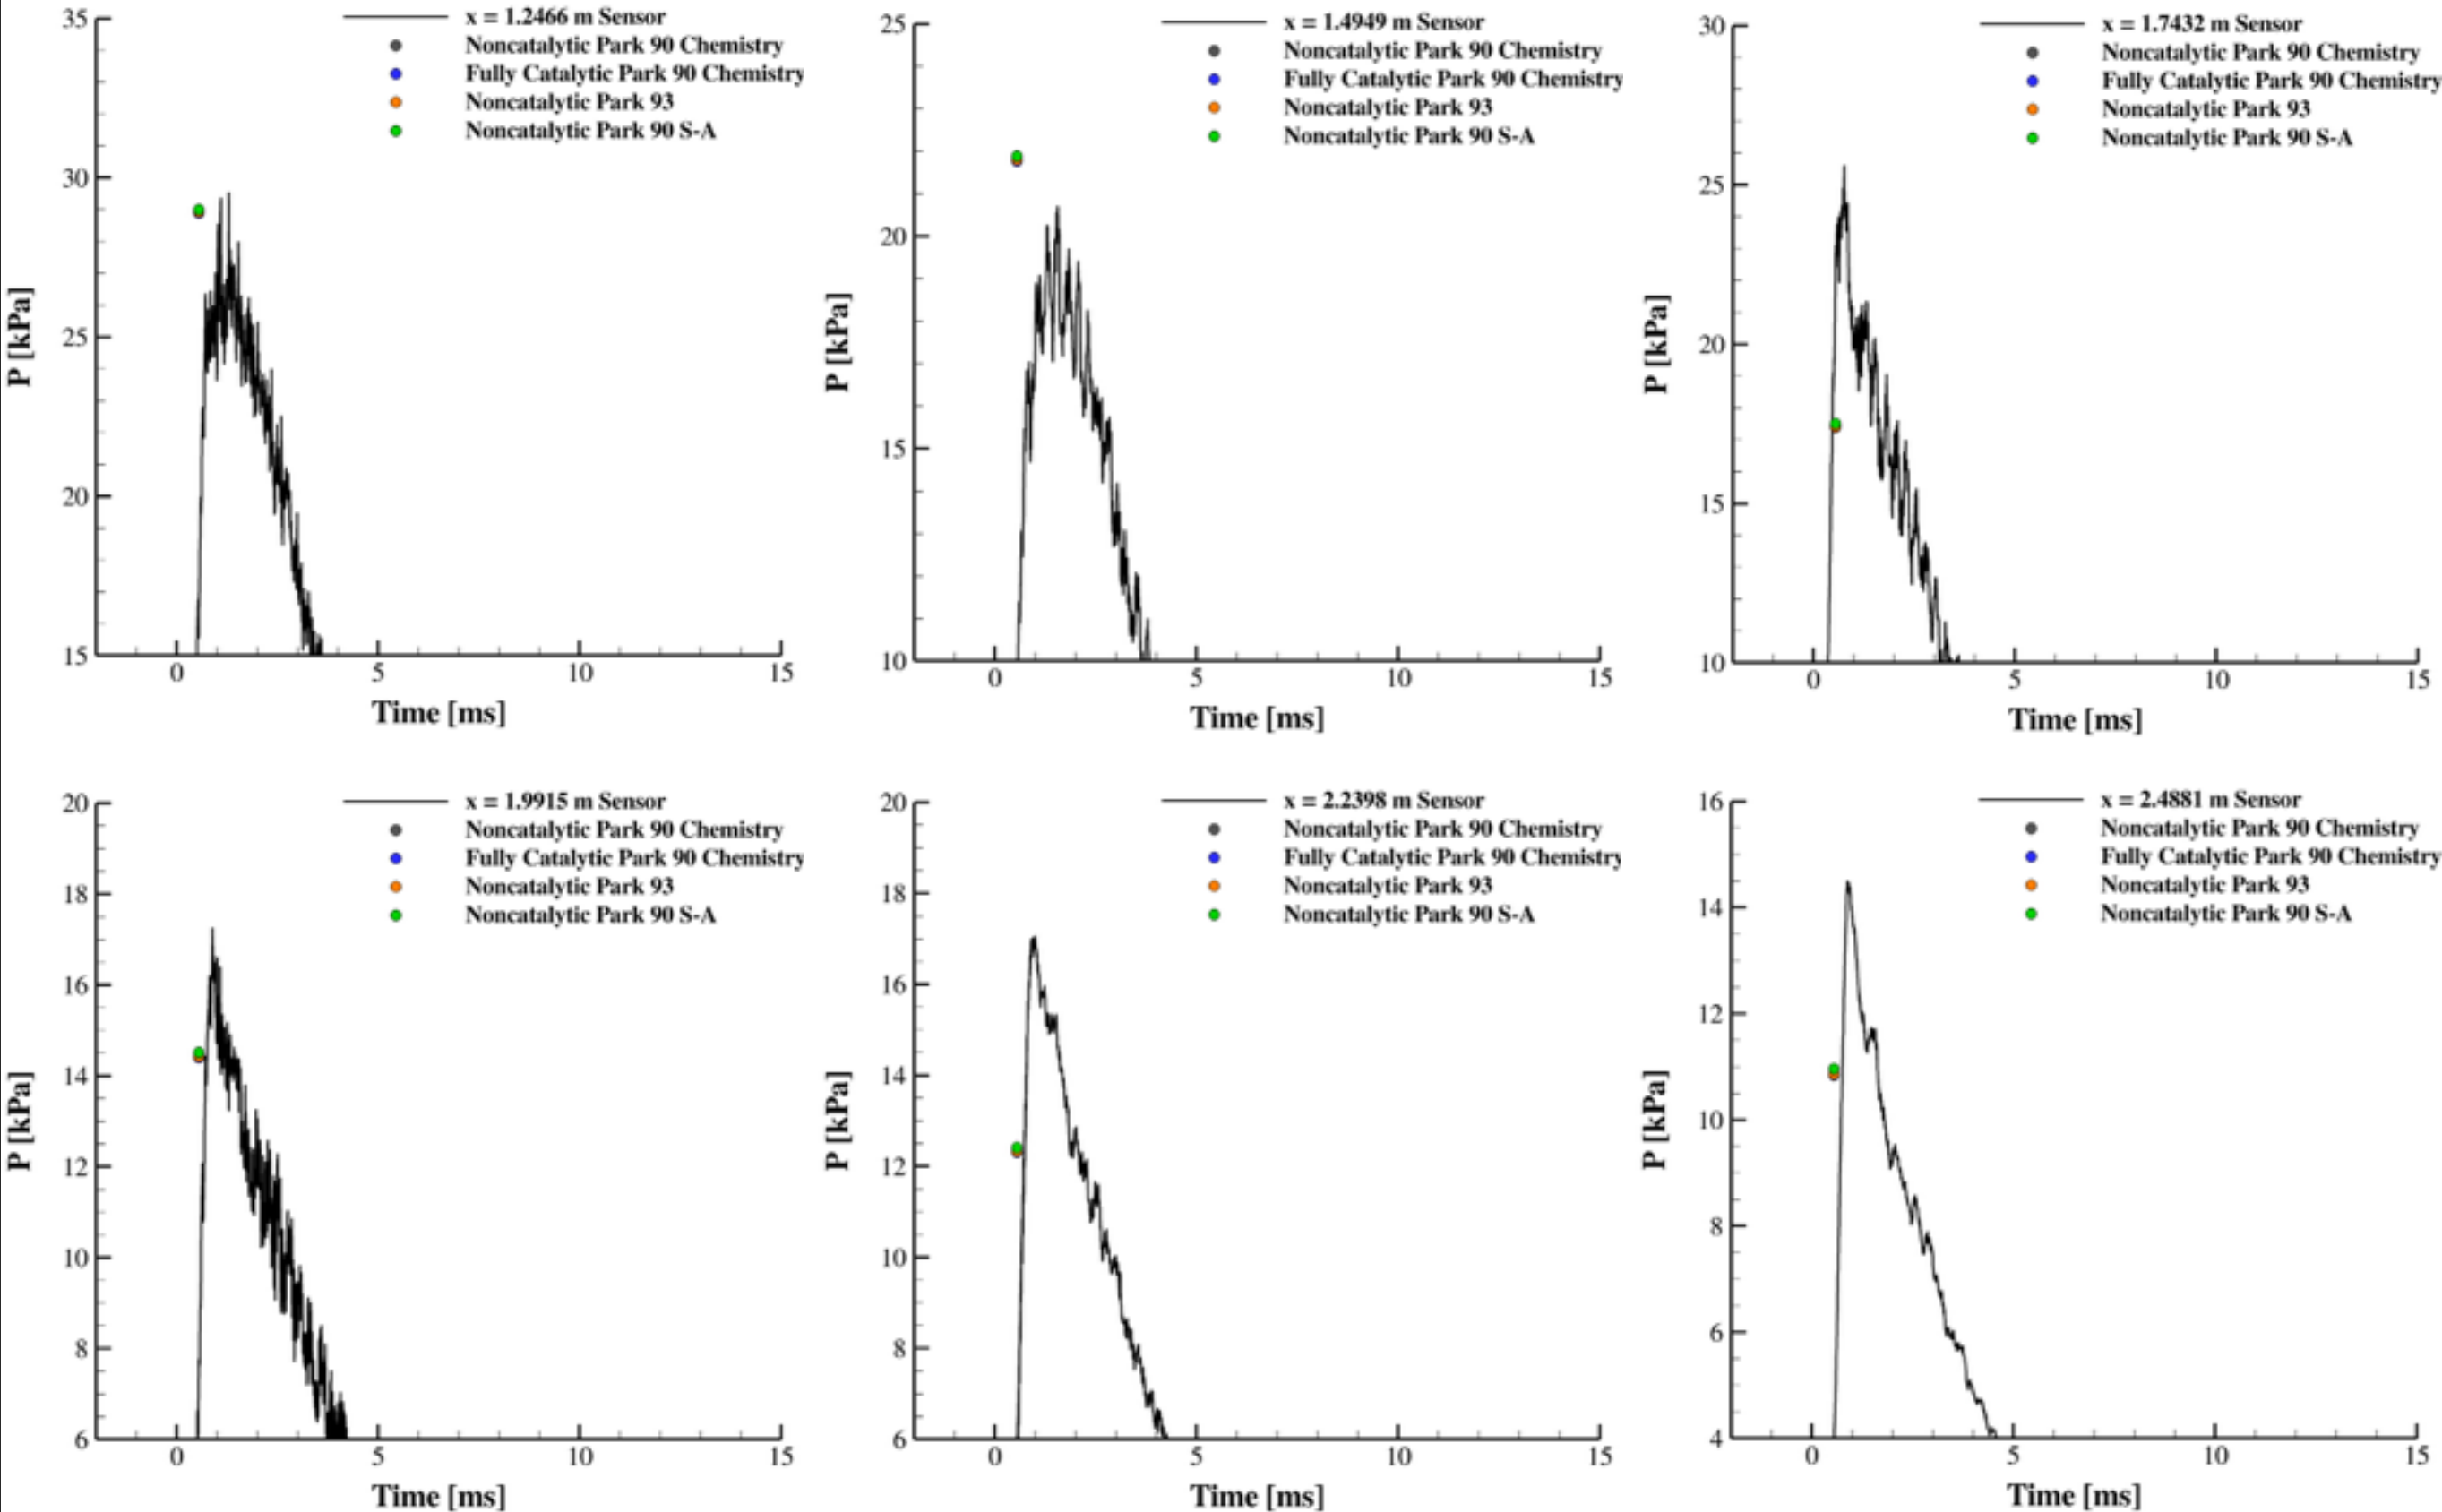 35
30
25
20
15
P [kPa]
x = 1.2466 m Sensor
Noncatalytic Park 90 Chemistry
Fully Catalytic Park 90 Chemistry
Noncatalytic Park 93
Noncatalytic Park 90 S-A
0 5 10 15
Time [ms]
25
20
15
10
P [kPa]
x = 1.4949 m Sensor
Noncatalytic Park 90 Chemistry
Fully Catalytic Park 90 Chemistry
Noncatalytic Park 93
Noncatalytic Park 90 S-A
0 5 10 15
Time [ms]
30
25
20
15
10
P [kPa]
x = 1.7432 m Sensor
Noncatalytic Park 90 Chemistry
Fully Catalytic Park 90 Chemistry
Noncatalytic Park 93
Noncatalytic Park 90 S-A
0 5 10 15
Time [ms]
20
18
16
14
12
10
8
6
P [kPa]
x = 1.9915 m Sensor
Noncatalytic Park 90 Chemistry
Fully Catalytic Park 90 Chemistry
Noncatalytic Park 93
Noncatalytic Park 90 S-A
0 5 10 15
Time [ms]
20
18
16
14
12
10
8
6
P [kPa]
x = 2.2398 m Sensor
Noncatalytic Park 90 Chemistry
Fully Catalytic Park 90 Chemistry
Noncatalytic Park 93
Noncatalytic Park 90 S-A
0 5 10 15
Time [ms]
16
14
12
10
8
6
4
P [kPa]
x = 2.4881 m Sensor
Noncatalytic Park 90 Chemistry
Fully Catalytic Park 90 Chemistry
Noncatalytic Park 93
Noncatalytic Park 90 S-A
0 5 10 15
Time [ms]